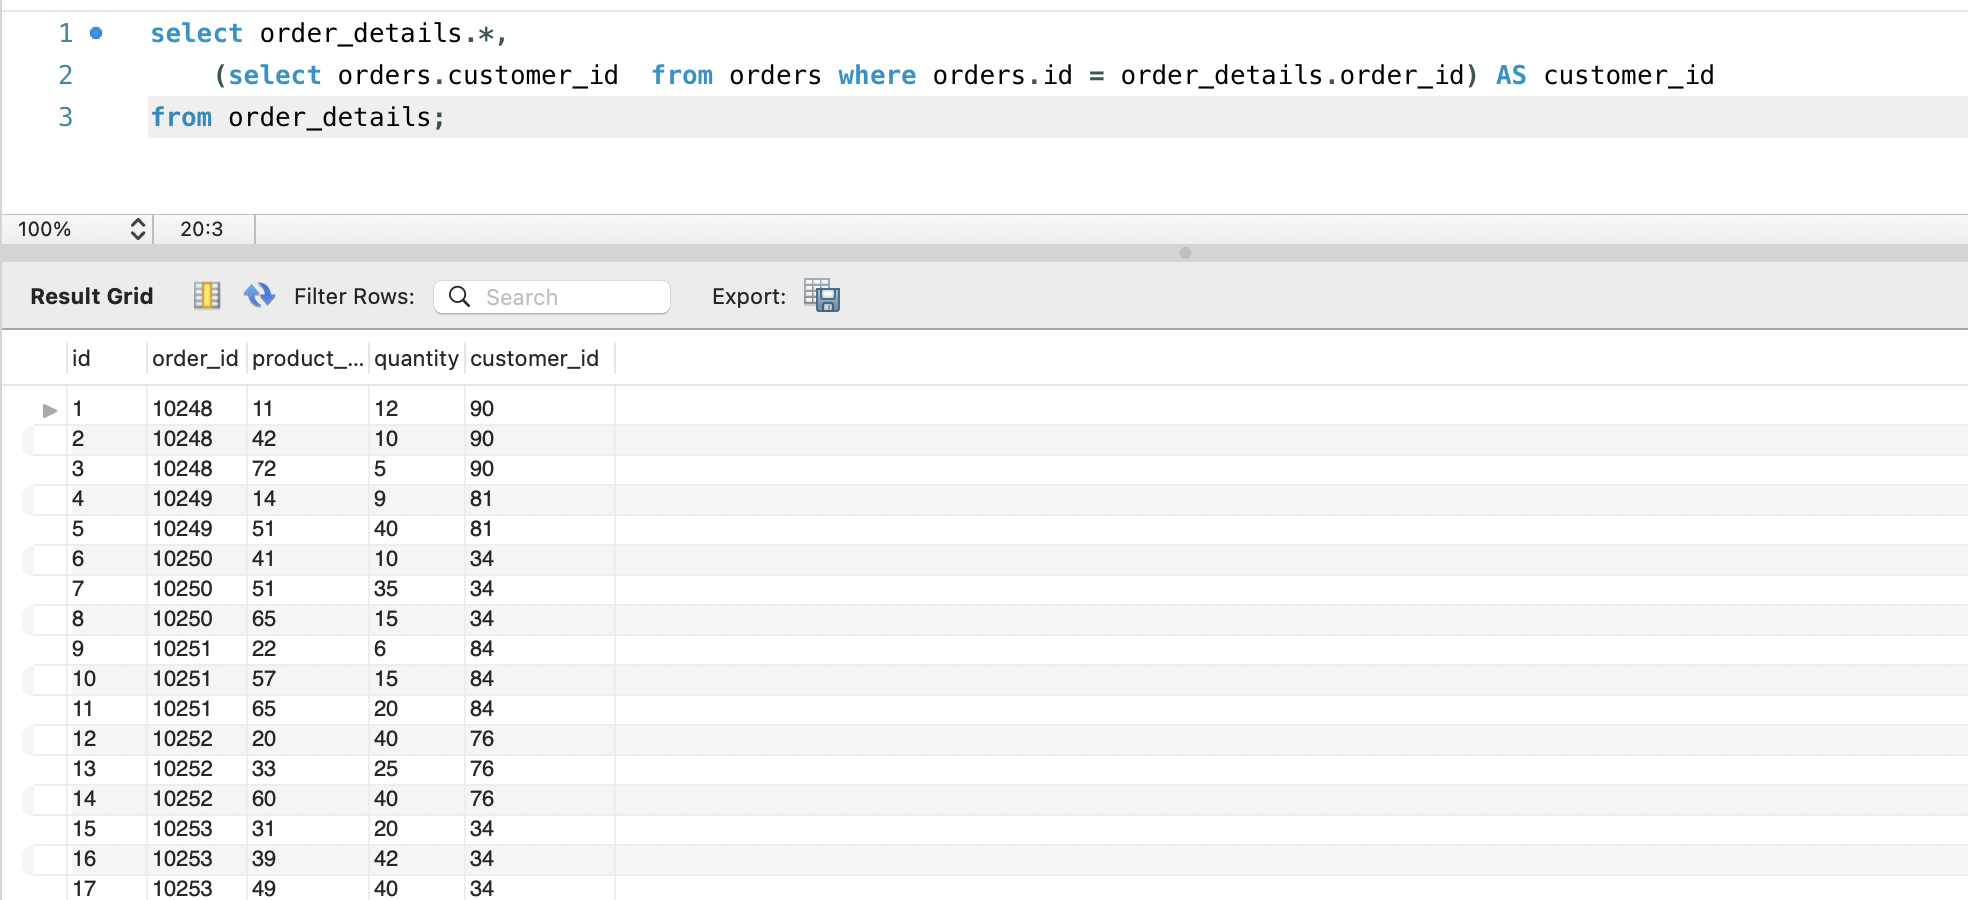 1 select order_details.*,
2 (select orders.customer_id  from orders where orders.id = order_details.order_id) AS customer_id
3 from order_details;
100% 20:3
Result Grid Filter Rows: Search Export:
id order_id product_... quantity customer_id
1 10248 11 12 90
2 10248 42 10 90
3 10248 72 5 90
4 10249 14 9 81
5 10249 51 40 81
6 10250 41 10 34
7 10250 51 35 34
8 10250 65 15 34
9 10251 22 6 84
10 10251 57 15 84
11 10251 65 20 84
12 10252 20 40 76
13 10252 33 25 76
14 10252 60 40 76
15 10253 31 20 34
16 10253 39 42 34
17 10253 49 40 34